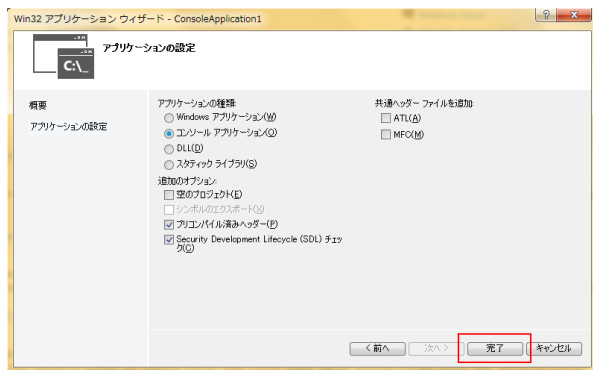 Win32 アプリケーション ウィザード - ConsoleApplication1
アプリケーションの設定
C:\_
概要
アプリケーションの設定
アプリケーションの種類:
Windows アプリケーション(W)
コンソール アプリケーション(O)
DLL(D)
スタティック ライブラリ(S)
追加のオプション:
空のプロジェクト(E)
シンボルのエクスポート(X)
プリコンパイル済みヘッダー(P)
Security Development Lifecycle (SDL) チェッ
ク(C)
共通ヘッダー ファイルを追加:
ATL(A)
MFC(M)
< 前へ
次へ >
完了
キャンセル